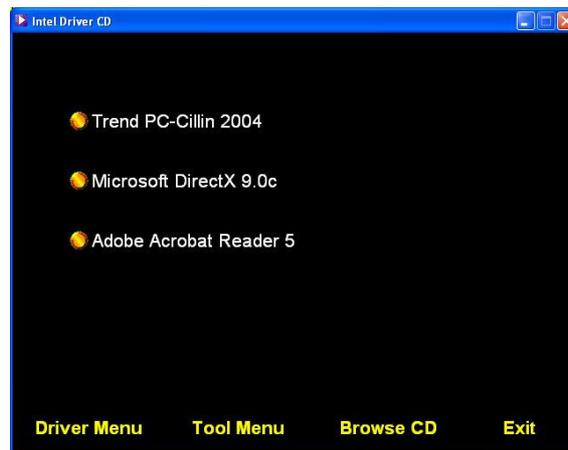 Intel Driver CD
Trend PC-Cillin 2004
Microsoft DirectX 9.0c
Adobe Acrobat Reader 5
Driver Menu Tool Menu Browse CD Exit